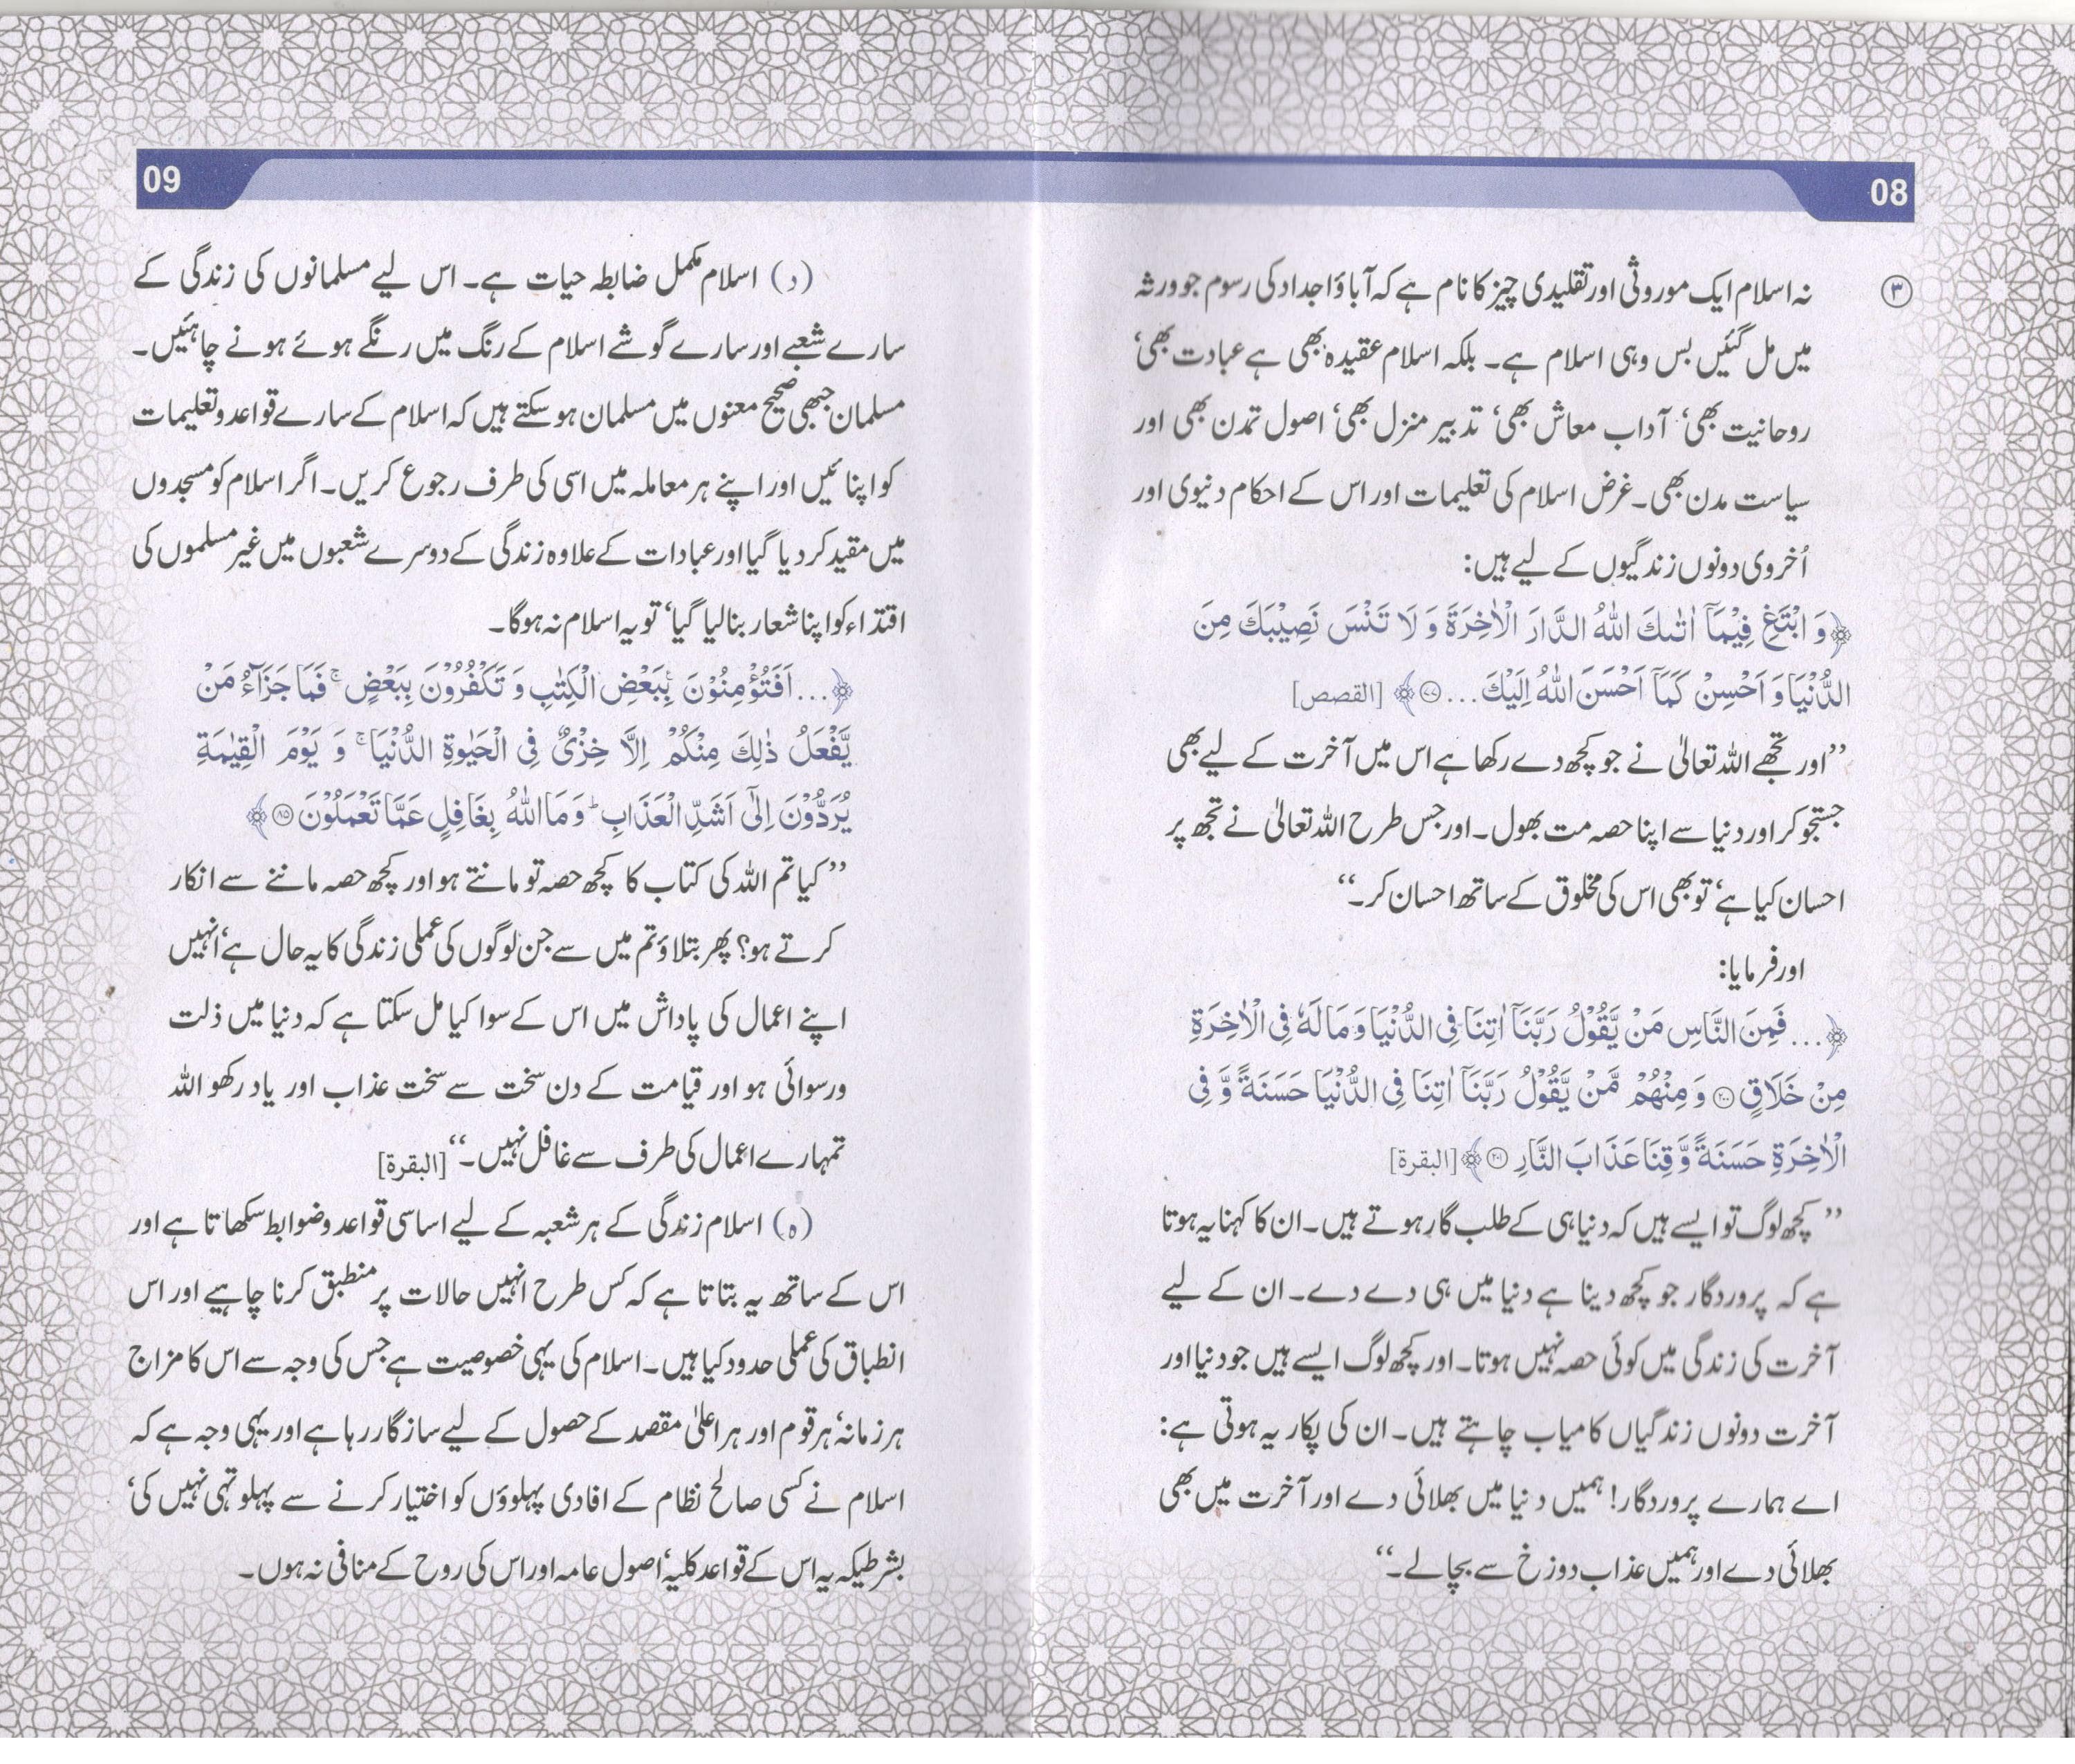 08
③ نہ اسلام ایک موروثی اور تقلیدی چیز کا نام ہے کہ آباؤ اجداد کی رسوم جو ورثہ
میں مل گئیں بس وہی اسلام ہے۔ بلکہ اسلام عقیدہ بھی ہے عبادت بھی‘
روحانیت بھی‘ آداب معاش بھی‘ تدبیر منزل بھی‘ اصول تمدن بھی اور
سیاست مدن بھی۔ غرض اسلام کی تعلیمات اور اس کے احکام دنیوی اور
اُخروی دونوں زندگیوں کے لیے ہیں:
﴿وَ ابْتَغِ فِيْمَاۤ اٰتٰىكَ اللّٰهُ الدَّارَ الْاٰخِرَةَ وَ لَا تَنْسَ نَصِيْبَكَ مِنَ
الدُّنْيَا وَ اَحْسِنْ كَمَاۤ اَحْسَنَ اللّٰهُ اِلَيْكَ...۝۷۷﴾ [القصص]
’’اور تجھے اللہ تعالیٰ نے جو کچھ دے رکھا ہے اس میں آخرت کے لیے بھی
جستجو کر اور دنیا سے اپنا حصہ مت بھول۔ اور جس طرح اللہ تعالیٰ نے تجھ پر
احسان کیا ہے‘ تو بھی اس کی مخلوق کے ساتھ احسان کر۔‘‘
اور فرمایا:
﴿...فَمِنَ النَّاسِ مَنْ يَّقُوْلُ رَبَّنَاۤ اٰتِنَا فِى الدُّنْيَا وَ مَا لَهٗ فِى الْاٰخِرَةِ
مِنْ خَلَاقٍ۝۲۰۰ وَ مِنْهُمْ مَّنْ يَّقُوْلُ رَبَّنَاۤ اٰتِنَا فِى الدُّنْيَا حَسَنَةً وَّ فِى
الْاٰخِرَةِ حَسَنَةً وَّ قِنَا عَذَابَ النَّارِ۝۲۰۱﴾ [البقرة]
’’کچھ لوگ تو ایسے ہیں کہ دنیا ہی کے طلب گار ہوتے ہیں۔ ان کا کہنا یہ ہوتا
ہے کہ پروردگار جو کچھ دینا ہے دنیا میں ہی دے دے۔ ان کے لیے
آخرت کی زندگی میں کوئی حصہ نہیں ہوتا۔ اور کچھ لوگ ایسے ہیں جو دنیا اور
آخرت دونوں زندگیاں کامیاب چاہتے ہیں۔ ان کی پکار یہ ہوتی ہے:
اے ہمارے پروردگار! ہمیں دنیا میں بھلائی دے اور آخرت میں بھی
بھلائی دے اور ہمیں عذاب دوزخ سے بچا لے۔‘‘
09
(د) اسلام مکمل ضابطہ حیات ہے۔ اس لیے مسلمانوں کی زندگی کے
سارے شعبے اور سارے گوشے اسلام کے رنگ میں رنگے ہوئے ہونے چاہئیں۔
مسلمان جبھی صحیح معنوں میں مسلمان ہو سکتے ہیں کہ اسلام کے سارے قواعد و تعلیمات
کو اپنائیں اور اپنے ہر معاملہ میں اسی کی طرف رجوع کریں۔ اگر اسلام کو مسجدوں
میں مقید کر دیا گیا اور عبادات کے علاوہ زندگی کے دوسرے شعبوں میں غیر مسلموں کی
اقتداء کو اپنا شعار بنا لیا گیا‘ تو یہ اسلام نہ ہوگا۔
﴿...اَفَتُؤْمِنُوْنَ بِبَعْضِ الْكِتٰبِ وَ تَكْفُرُوْنَ بِبَعْضٍ ۚ فَمَا جَزَآءُ مَنْ
يَّفْعَلُ ذٰلِكَ مِنْكُمْ اِلَّا خِزْىٌ فِى الْحَيٰوةِ الدُّنْيَا ۚ وَ يَوْمَ الْقِيٰمَةِ
يُرَدُّوْنَ اِلٰۤى اَشَدِّ الْعَذَابِ ؕ وَ مَا اللّٰهُ بِغَافِلٍ عَمَّا تَعْمَلُوْنَ۝۸۵﴾
’’کیا تم اللہ کی کتاب کا کچھ حصہ تو مانتے ہو اور کچھ حصہ ماننے سے انکار
کرتے ہو؟ پھر بتلاؤ تم میں سے جن لوگوں کی عملی زندگی کا یہ حال ہے‘ انہیں
اپنے اعمال کی پاداش میں اس کے سوا کیا مل سکتا ہے کہ دنیا میں ذلت
ورسوائی ہو اور قیامت کے دن سخت سے سخت عذاب اور یاد رکھو اللہ
تمہارے اعمال کی طرف سے غافل نہیں۔‘‘ [البقرة]
(ہ) اسلام زندگی کے ہر شعبہ کے لیے اساسی قواعد و ضوابط سکھاتا ہے اور
اس کے ساتھ یہ بتاتا ہے کہ کس طرح انہیں حالات پر منطبق کرنا چاہیے اور اس
انطباق کی عملی حدود کیا ہیں۔ اسلام کی یہی خصوصیت ہے جس کی وجہ سے اس کا مزاج
ہر زمانہ‘ ہر قوم اور ہر اعلیٰ مقصد کے حصول کے لیے سازگار رہا ہے اور یہی وجہ ہے کہ
اسلام نے کسی صالح نظام کے افادی پہلوؤں کو اختیار کرنے سے پہلو تہی نہیں کی‘
بشرطیکہ یہ اس کے قواعد کلیہ‘ اصول عامہ اور اس کی روح کے منافی نہ ہوں۔